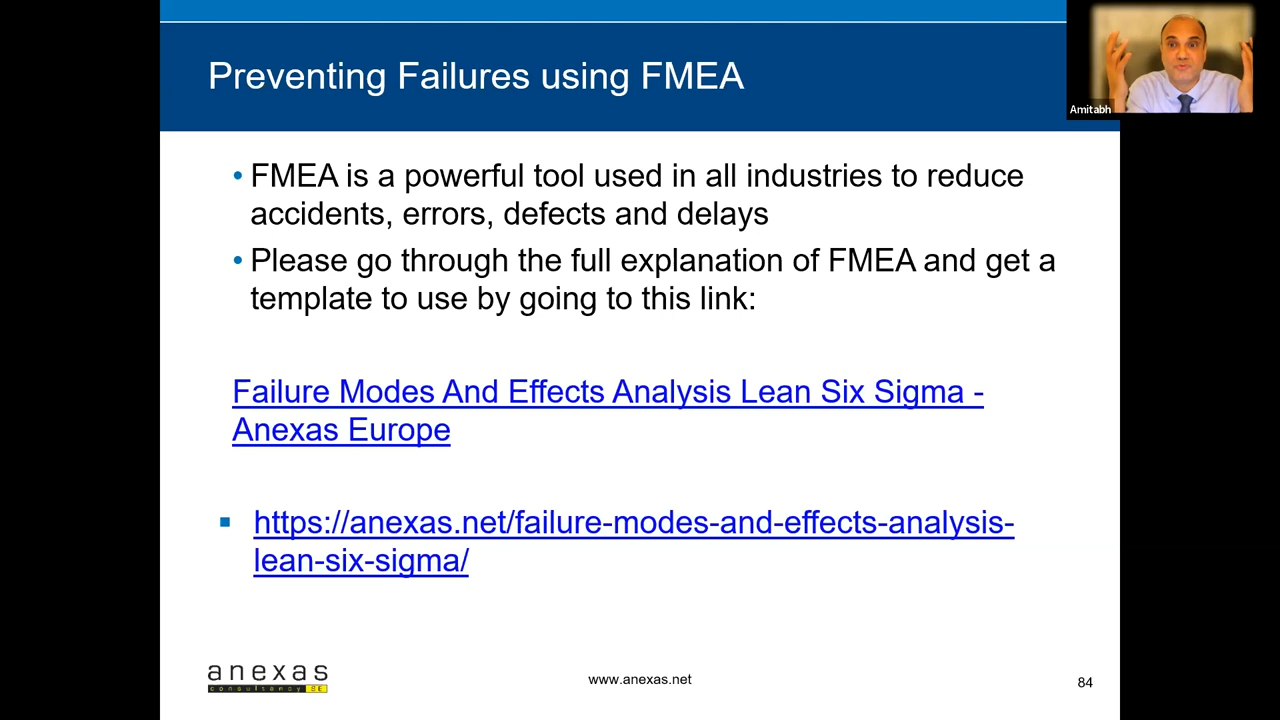 Preventing Failures using FMEA
Amitabh
• FMEA is a powerful tool used in all industries to reduce
accidents, errors, defects and delays
• Please go through the full explanation of FMEA and get a
template to use by going to this link:
Failure Modes And Effects Analysis Lean Six Sigma -
Anexas Europe
▪ https://anexas.net/failure-modes-and-effects-analysis-
lean-six-sigma/
anexas
consultancy
www.anexas.net
84